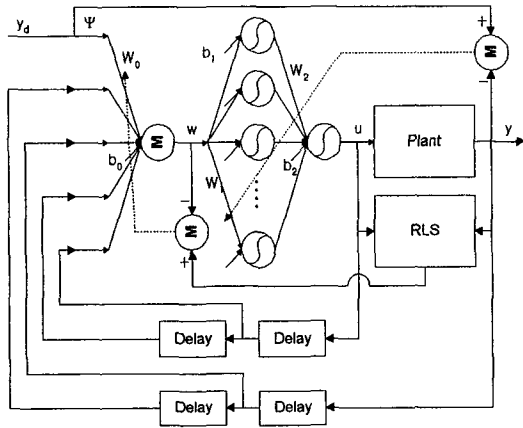 y_d Ψ +
W_0 b_1 W_2 M
−
M w u Plant y
b_0 b_2
W_1
− RLS
M
+
Delay Delay
Delay Delay